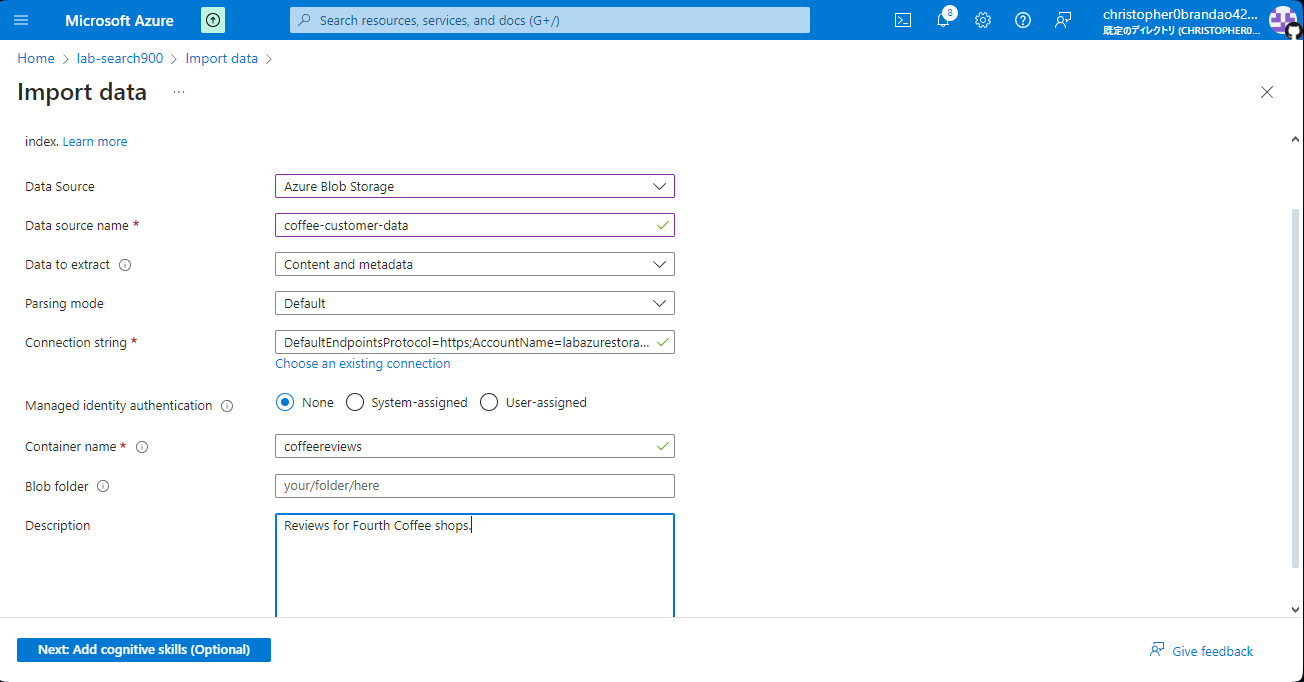 Microsoft Azure
Search resources, services, and docs (G+/)
8
christopher0brandao42...
既定のディレクトリ (CHRISTOPHER0...
Home > lab-search900 > Import data >
Import data ...
index. Learn more
Data Source
Azure Blob Storage
Data source name *
coffee-customer-data
Data to extract
Content and metadata
Parsing mode
Default
Connection string *
DefaultEndpointsProtocol=https;AccountName=labazurestora...
Choose an existing connection
Managed identity authentication
None System-assigned User-assigned
Container name *
coffeereviews
Blob folder
your/folder/here
Description
Reviews for Fourth Coffee shops.
Next: Add cognitive skills (Optional)
Give feedback